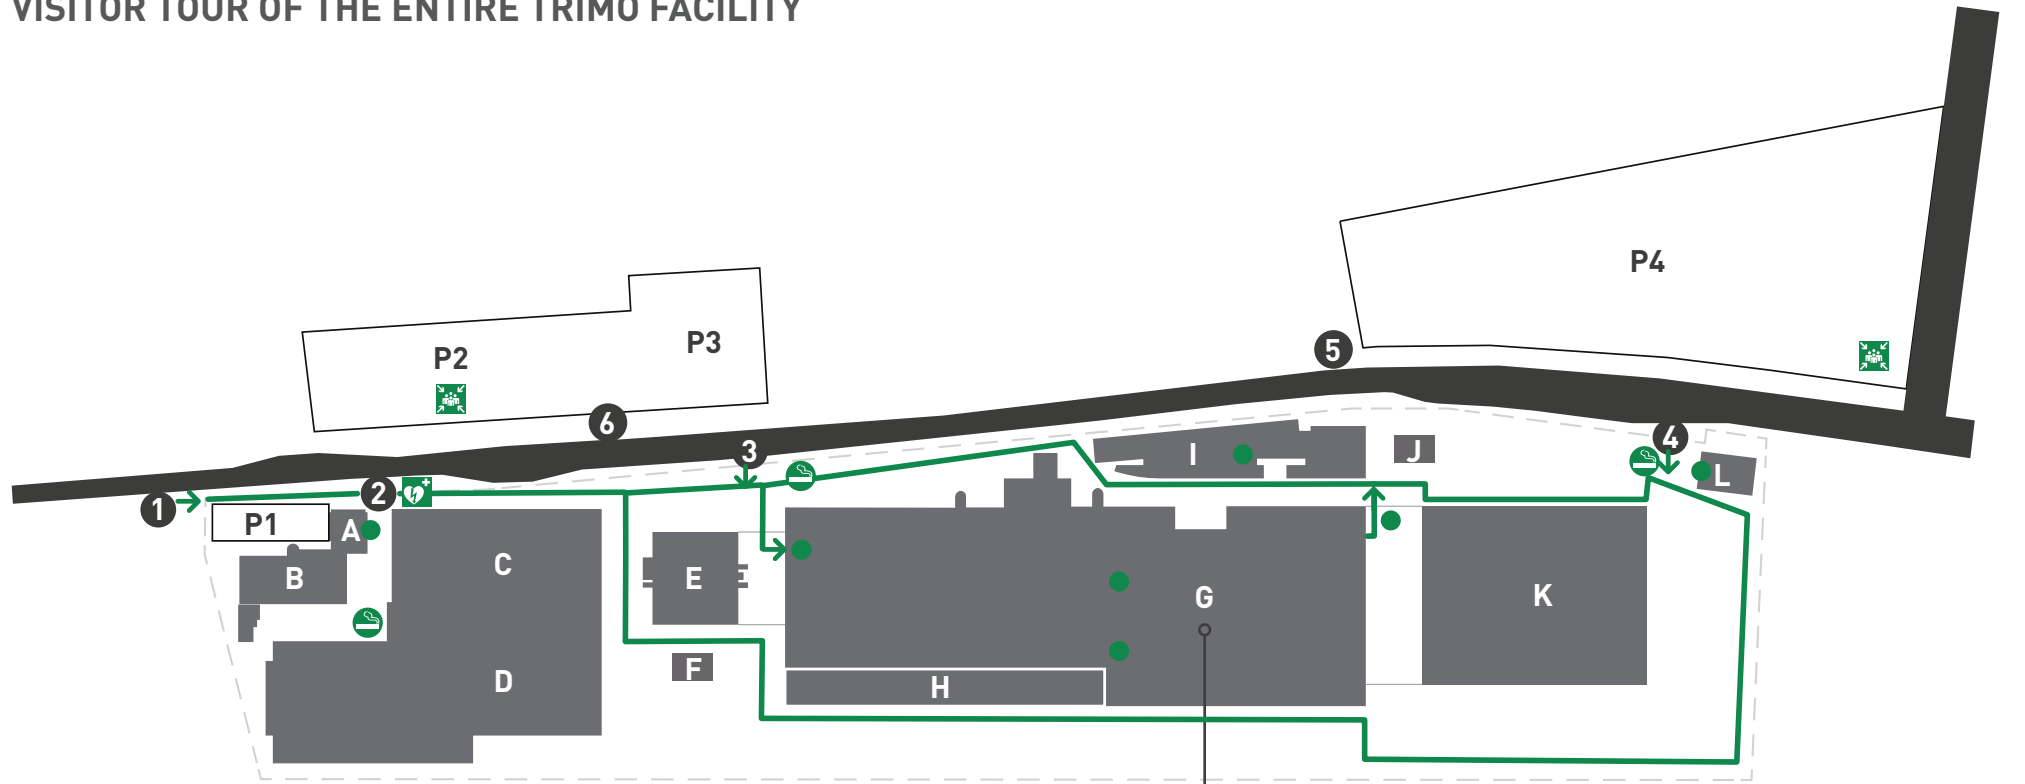 VISITOR TOUR OF THE ENTIRE TRIMO FACILITY
P4
P3
P2
5
6
4
3
I
J
L
1
2
P1
A
C
B
E
G
K
F
D
H